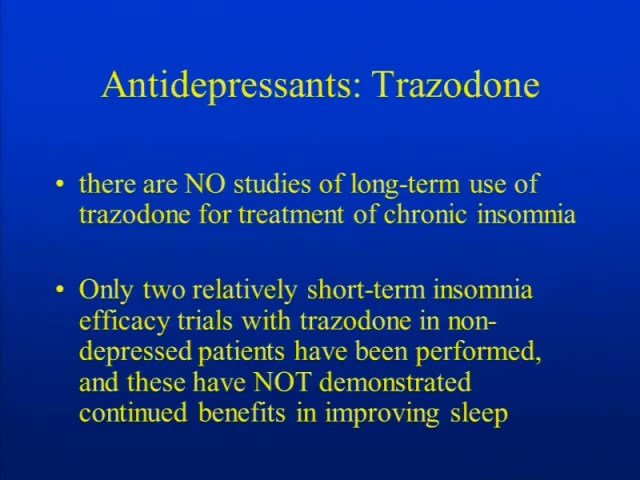 Antidepressants: Trazodone
• there are NO studies of long-term use of
trazodone for treatment of chronic insomnia
• Only two relatively short-term insomnia
efficacy trials with trazodone in non-
depressed patients have been performed,
and these have NOT demonstrated
continued benefits in improving sleep